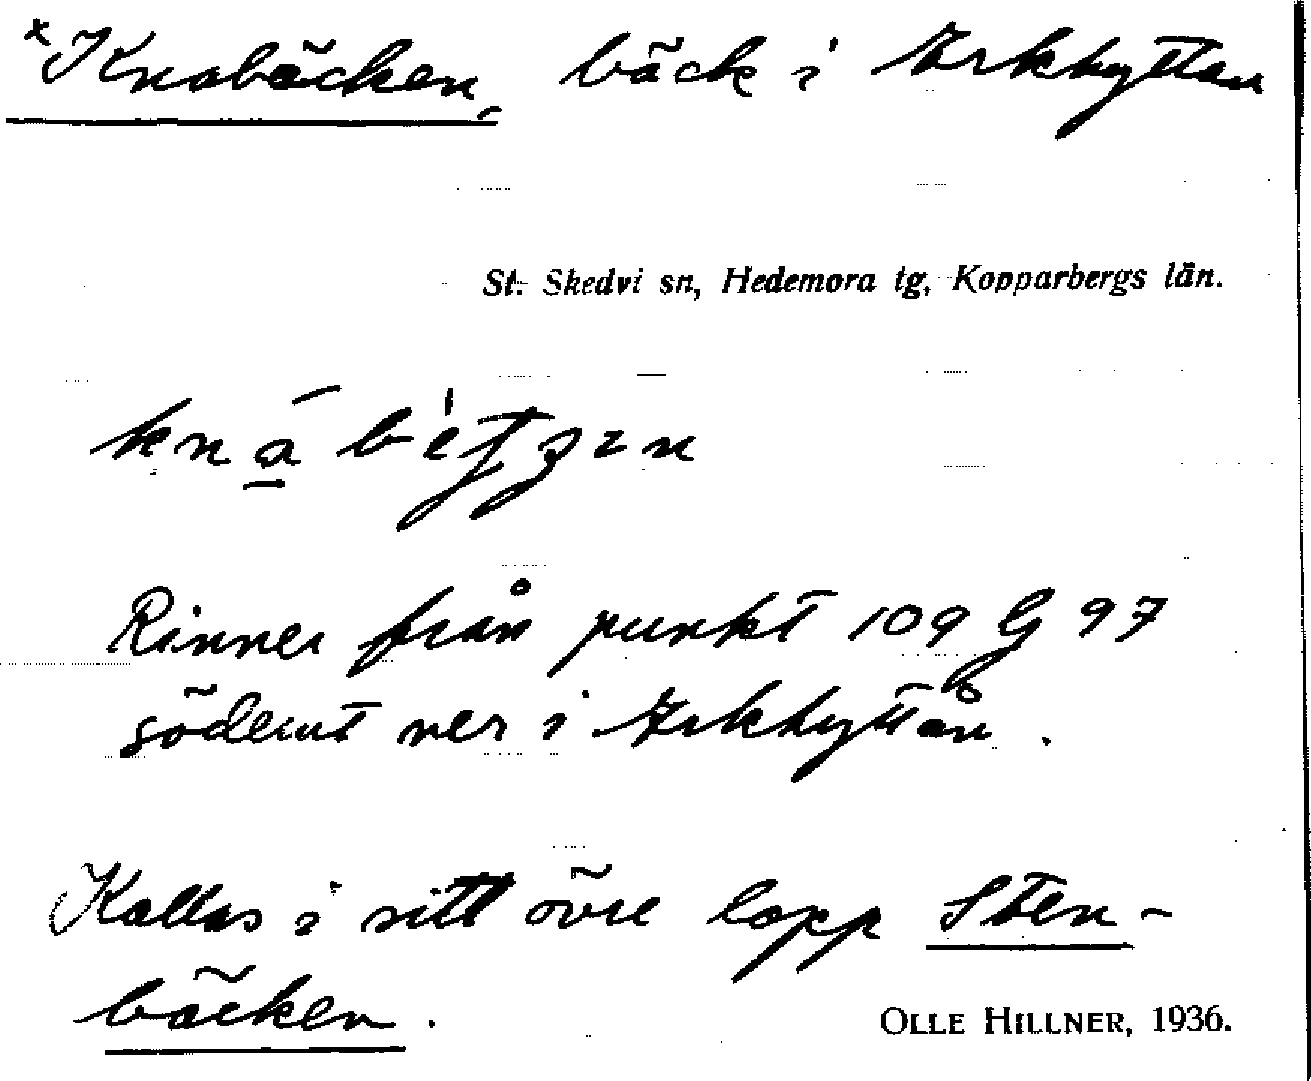 *Knabäcken, bäck i Arkhyttan
St. Skedvi sn, Hedemora tg, Kopparbergs län.
Rinner från punkt 109 G 97
söderut ner i Arkhyttån.
Kallas i sitt övre lopp Sten-
bäcken.
OLLE HILLNER, 1936.